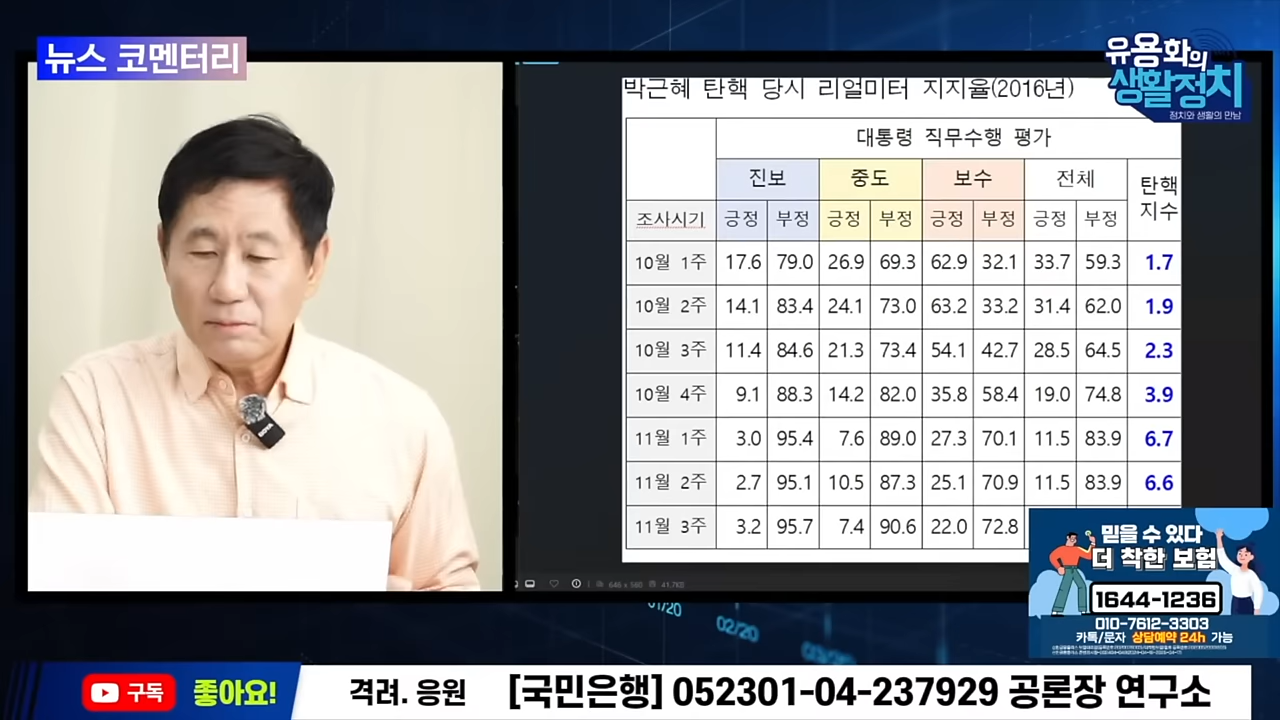 뉴스 코멘터리
유용화의
생활정치
정치와 생활의 만남
박근혜 탄핵 당시 리얼미터 지지율(2016년)
대통령 직무수행 평가
진보 중도 보수 전체 탄핵 지수
조사시기 긍정 부정 긍정 부정 긍정 부정 긍정 부정
10월 1주 17.6 79.0 26.9 69.3 62.9 32.1 33.7 59.3 1.7
10월 2주 14.1 83.4 24.1 73.0 63.2 33.2 31.4 62.0 1.9
10월 3주 11.4 84.6 21.3 73.4 54.1 42.7 28.5 64.5 2.3
10월 4주 9.1 88.3 14.2 82.0 35.8 58.4 19.0 74.8 3.9
11월 1주 3.0 95.4 7.6 89.0 27.3 70.1 11.5 83.9 6.7
11월 2주 2.7 95.1 10.5 87.3 25.1 70.9 11.5 83.9 6.6
11월 3주 3.2 95.7 7.4 90.6 22.0 72.8
648 x 560 41.7KB
믿을 수 있다
더 착한 보험
1644-1236
010-7612-3303
카톡/문자 상담예약 24h 가능
01/20
02/20
구독 좋아요!
격려. 응원 [국민은행] 052301-04-237929 공론장 연구소